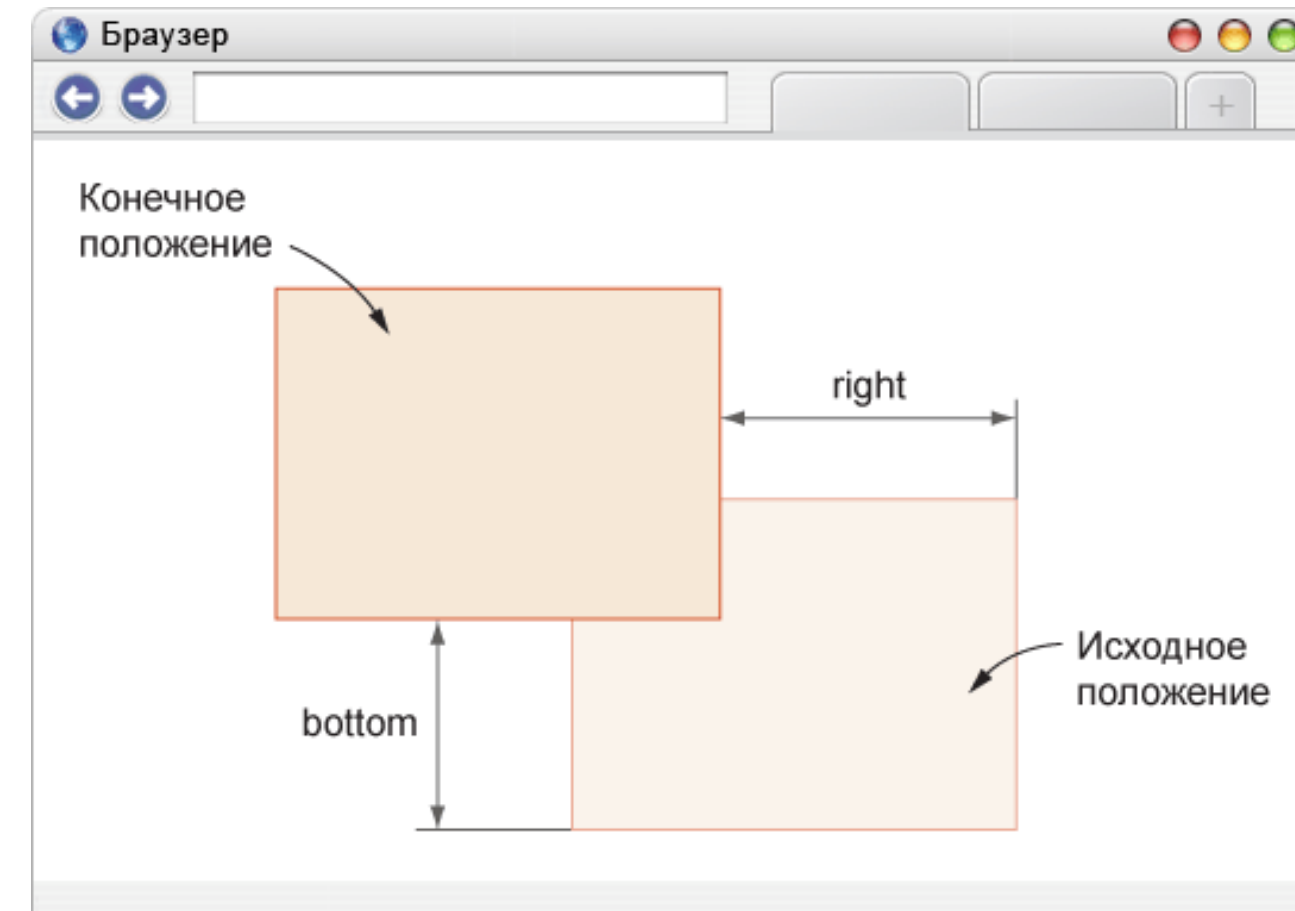 Браузер
+
Конечное
положение
right
Исходное
положение
bottom